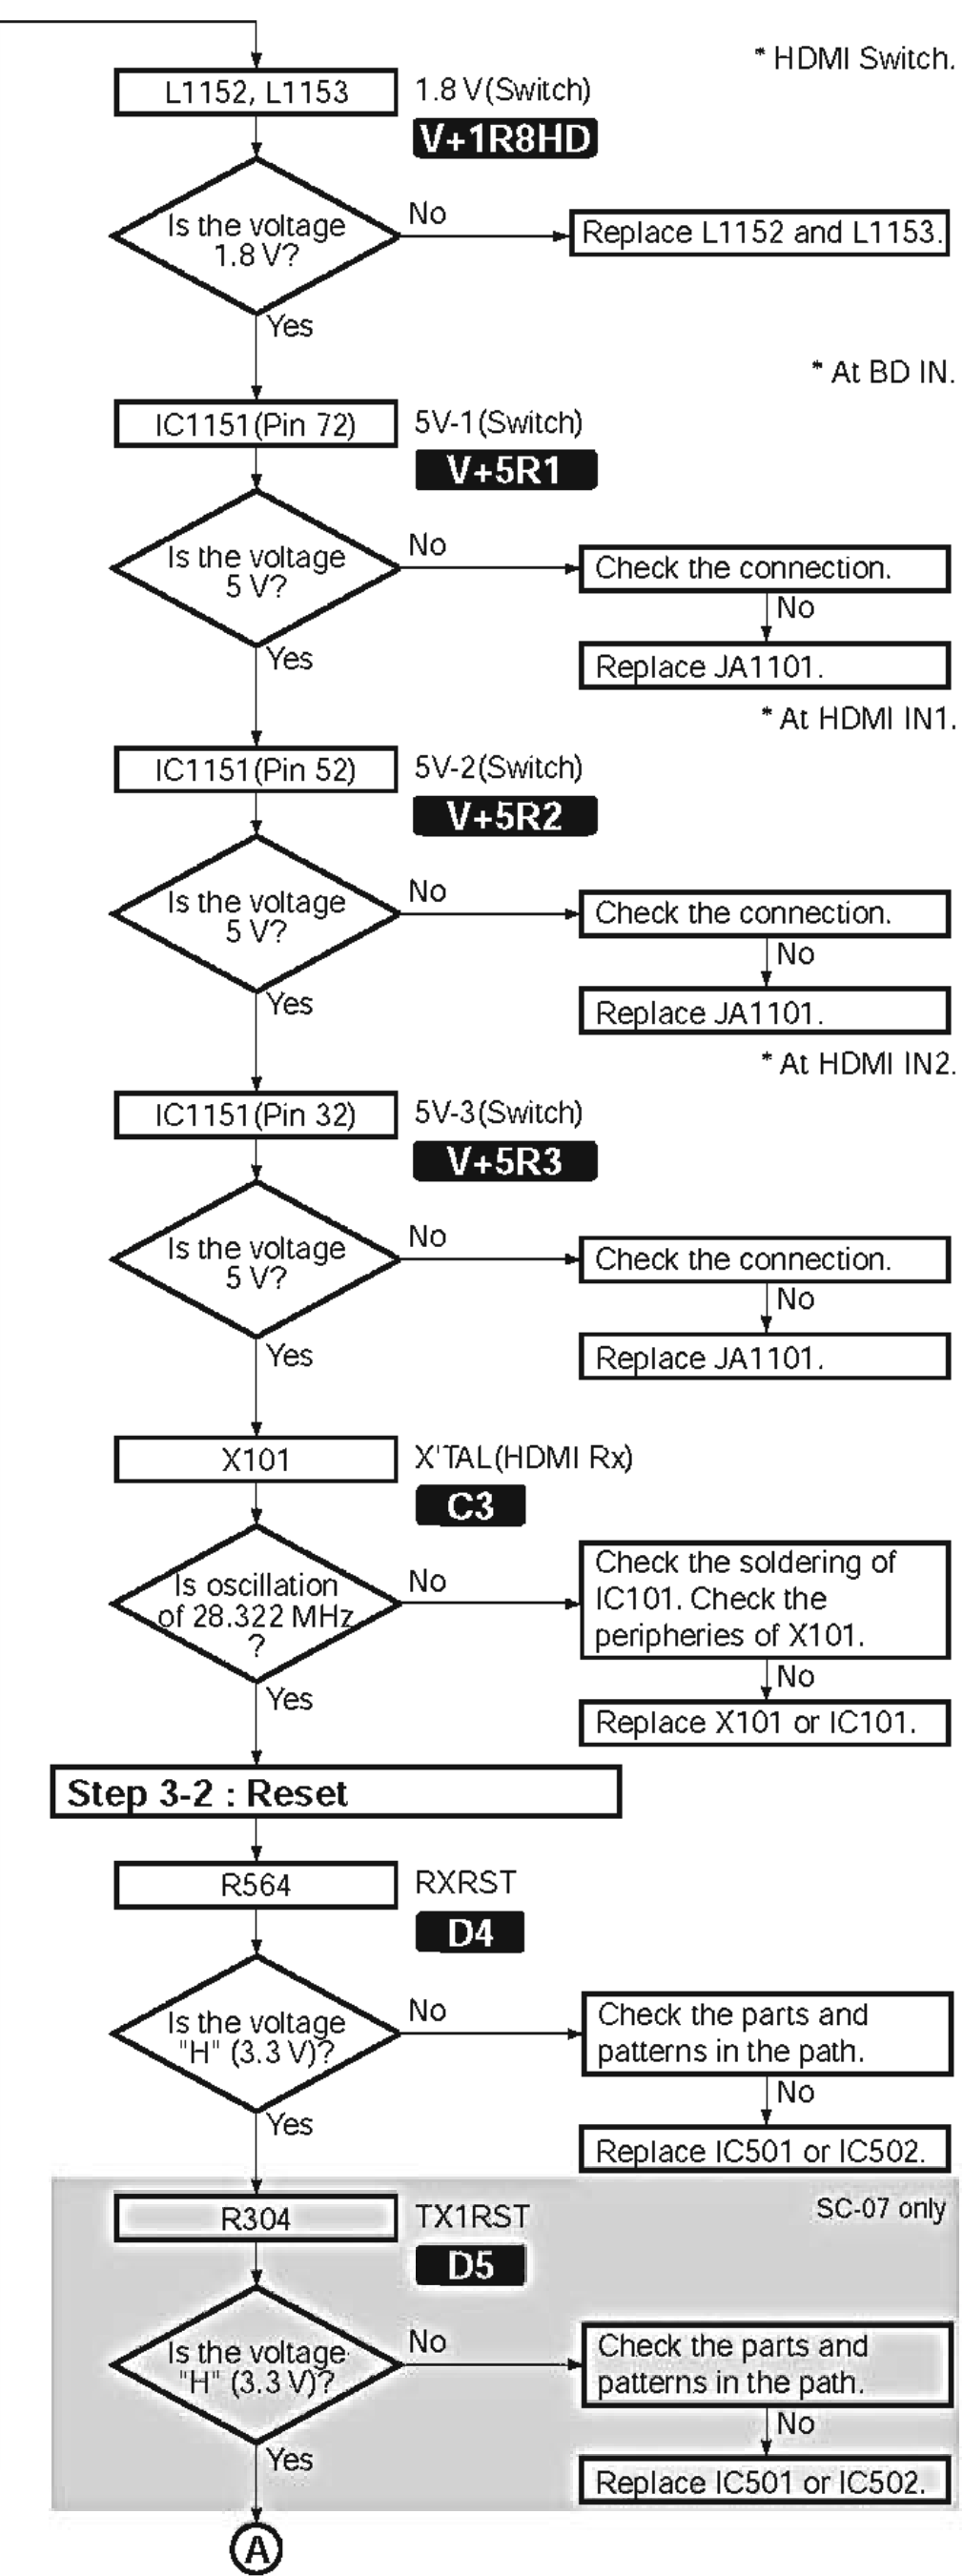 * HDMI Switch.
L1152, L1153
1.8 V(Switch)
V+1R8HD
Is the voltage
1.8 V?
No
Replace L1152 and L1153.
Yes
* At BD IN.
IC1151(Pin 72)
5V-1(Switch)
V+5R1
Is the voltage
5 V?
No
Check the connection.
No
Replace JA1101.
Yes
* At HDMI IN1.
IC1151(Pin 52)
5V-2(Switch)
V+5R2
Is the voltage
5 V?
No
Check the connection.
No
Replace JA1101.
Yes
* At HDMI IN2.
IC1151(Pin 32)
5V-3(Switch)
V+5R3
Is the voltage
5 V?
No
Check the connection.
No
Replace JA1101.
Yes
X101
X'TAL(HDMI Rx)
C3
Is oscillation
of 28.322 MHz
?
No
Check the soldering of
IC101. Check the
peripheries of X101.
No
Replace X101 or IC101.
Yes
Step 3-2 : Reset
R564
RXRST
D4
Is the voltage
"H" (3.3 V)?
No
Check the parts and
patterns in the path.
No
Replace IC501 or IC502.
Yes
SC-07 only
R304
TX1RST
D5
Is the voltage
"H" (3.3 V)?
No
Check the parts and
patterns in the path.
No
Replace IC501 or IC502.
Yes
A